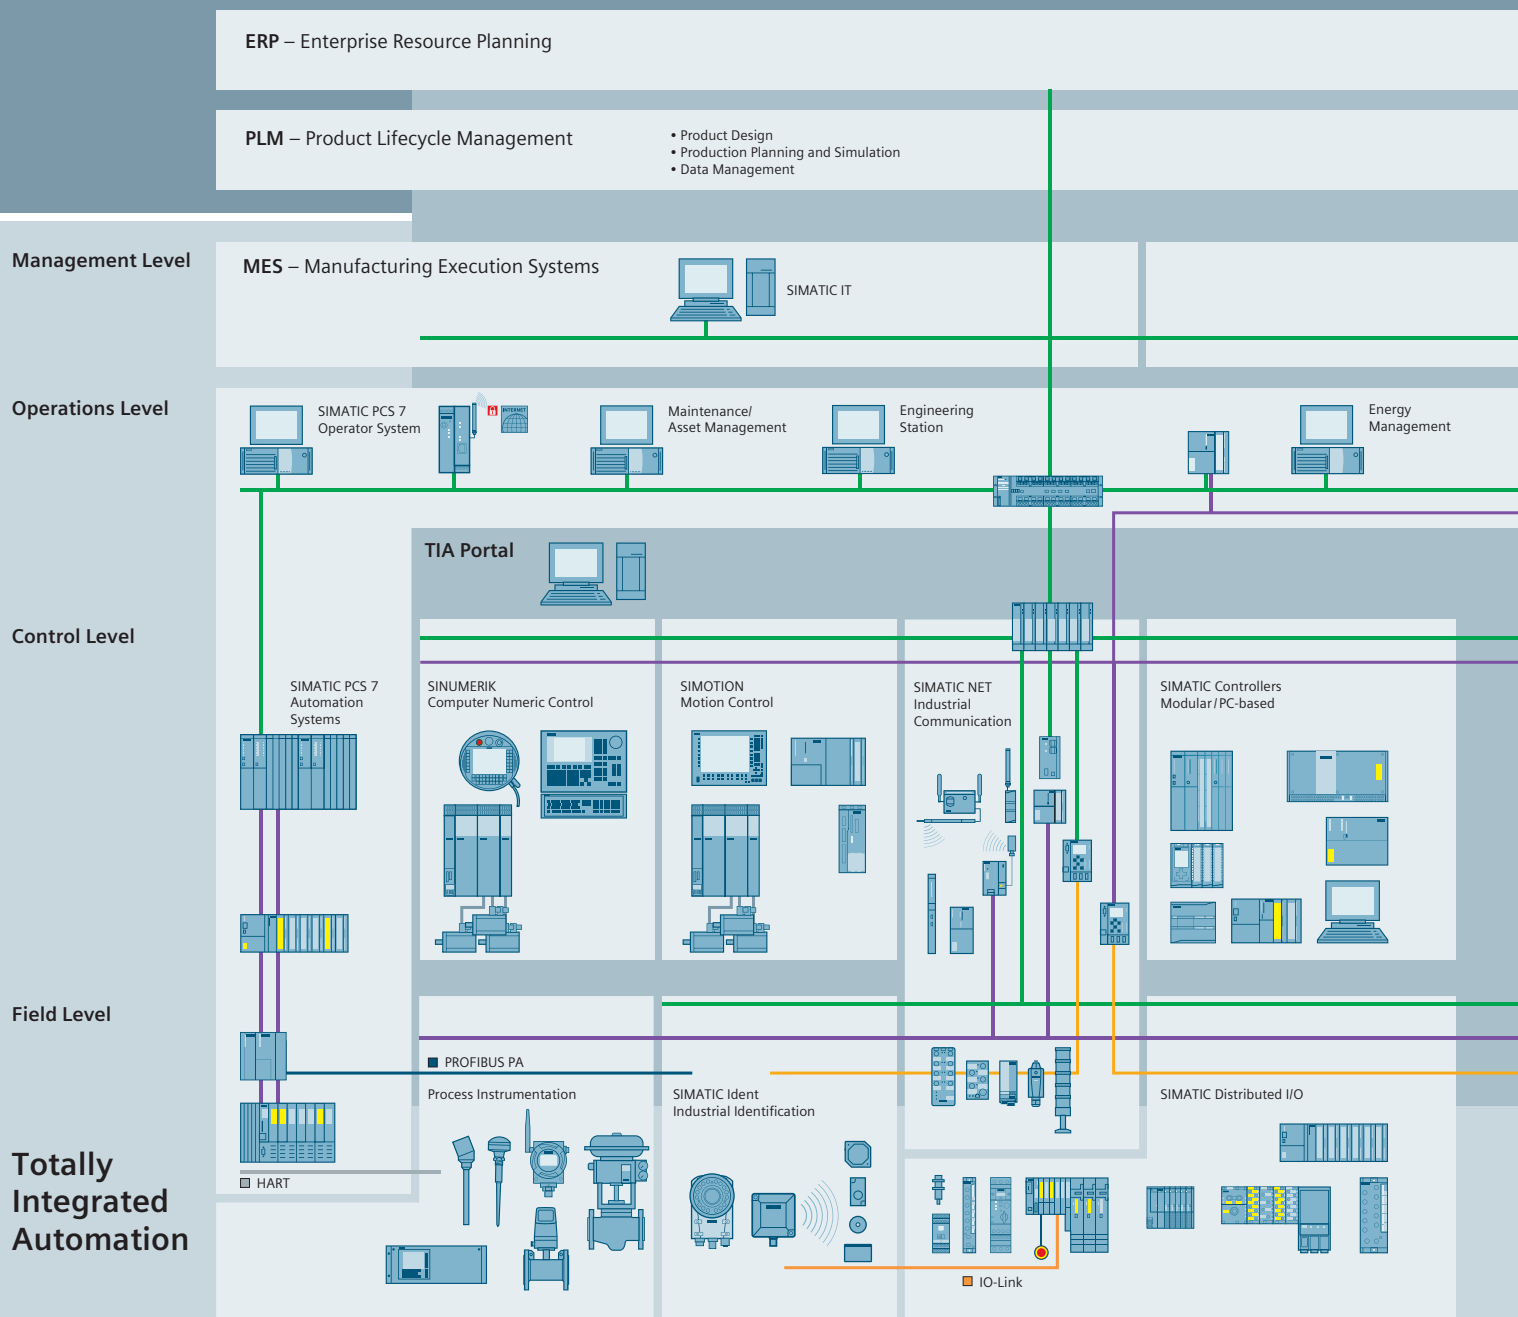 ERP – Enterprise Resource Planning
PLM – Product Lifecycle Management
• Product Design
• Production Planning and Simulation
• Data Management
Management Level
MES – Manufacturing Execution Systems
SIMATIC IT
Operations Level
SIMATIC PCS 7
Operator System
INTERNET
Maintenance/
Asset Management
Engineering
Station
Energy
Management
TIA Portal
Control Level
SIMATIC PCS 7
Automation
Systems
SINUMERIK
Computer Numeric Control
SIMOTION
Motion Control
SIMATIC NET
Industrial
Communication
SIMATIC Controllers
Modular/PC-based
Field Level
PROFIBUS PA
Process Instrumentation
SIMATIC Ident
Industrial Identification
SIMATIC Distributed I/O
HART
IO-Link
Totally
Integrated
Automation